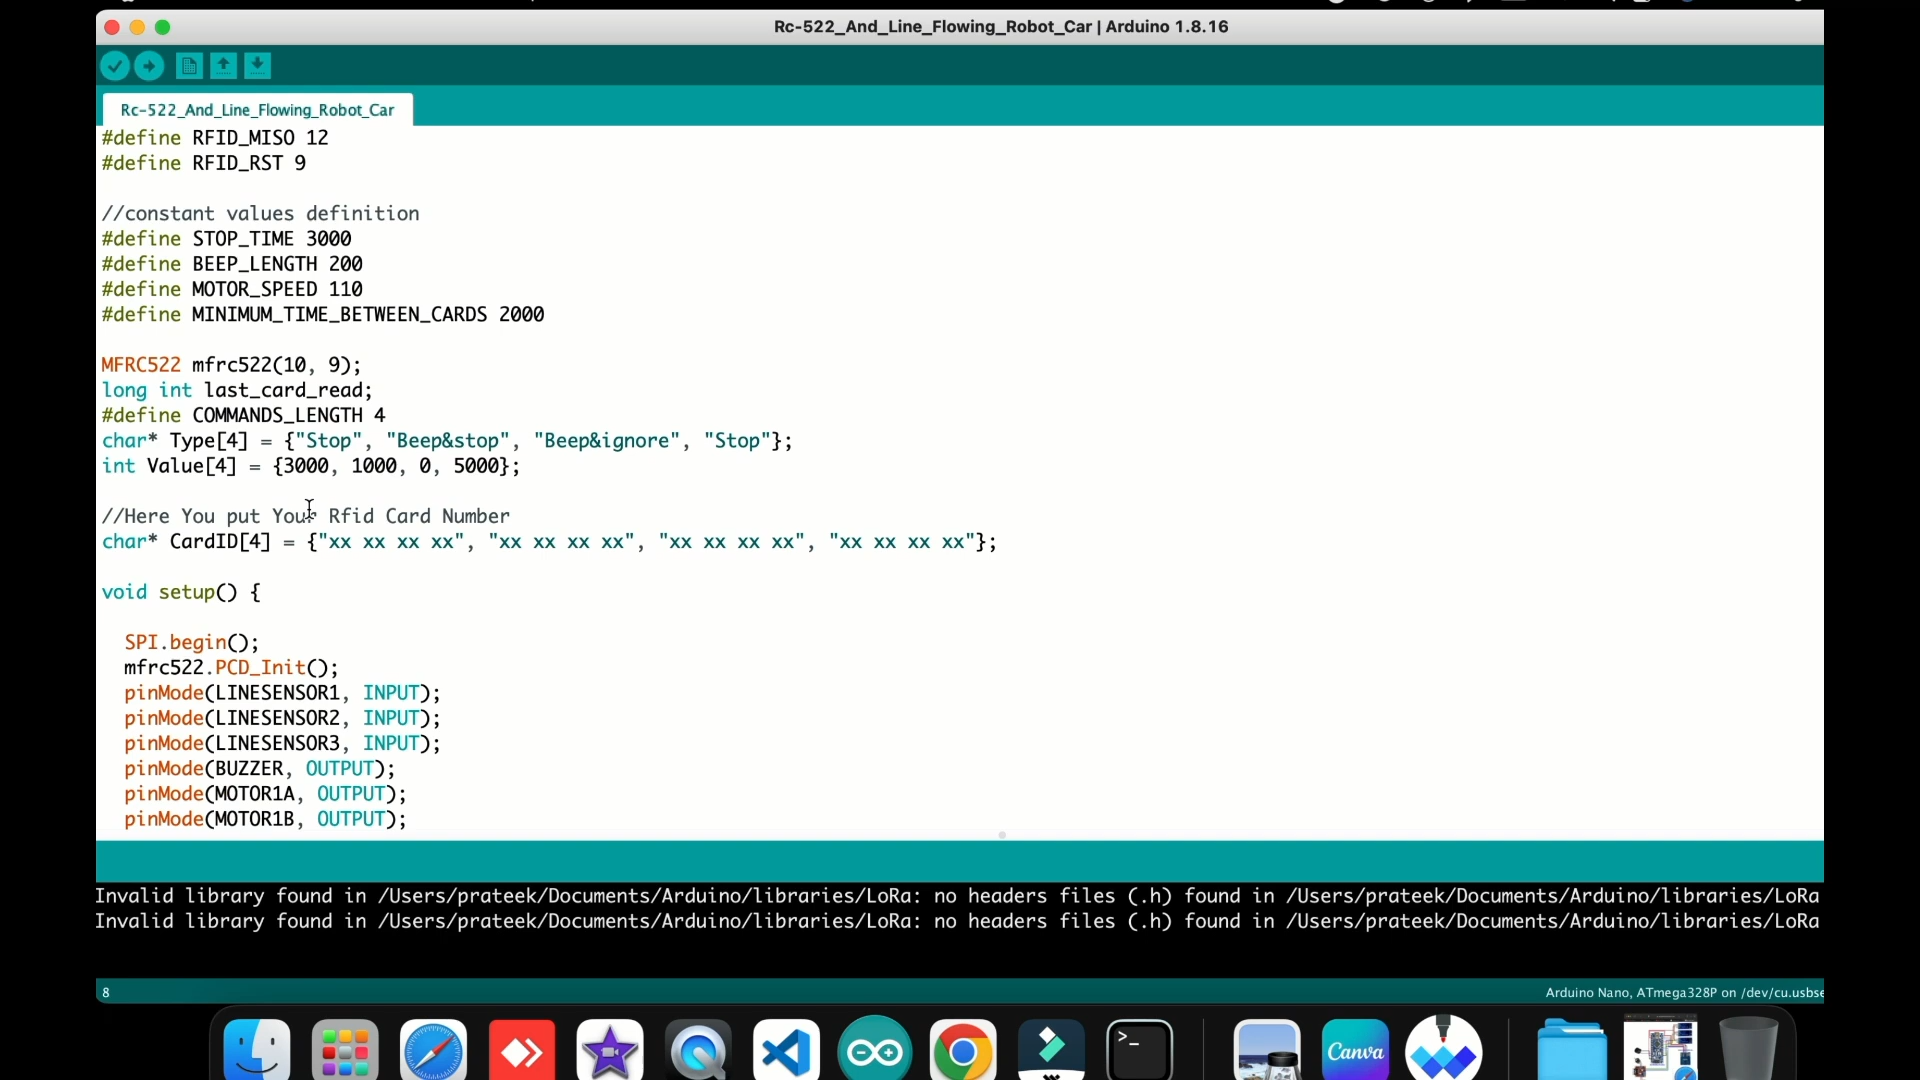 Rc-522_And_Line_Flowing_Robot_Car | Arduino 1.8.16
Rc-522_And_Line_Flowing_Robot_Car
#define RFID_MISO 12
#define RFID_RST 9
//constant values definition
#define STOP_TIME 3000
#define BEEP_LENGTH 200
#define MOTOR_SPEED 110
#define MINIMUM_TIME_BETWEEN_CARDS 2000
MFRC522 mfrc522(10, 9);
long int last_card_read;
#define COMMANDS_LENGTH 4
char* Type[4] = {"Stop", "Beep&stop", "Beep&ignore", "Stop"};
int Value[4] = {3000, 1000, 0, 5000};
//Here You put Your Rfid Card Number
char* CardID[4] = {"xx xx xx xx", "xx xx xx xx", "xx xx xx xx", "xx xx xx xx"};
void setup() {
SPI.begin();
mfrc522.PCD_Init();
pinMode(LINESENSOR1, INPUT);
pinMode(LINESENSOR2, INPUT);
pinMode(LINESENSOR3, INPUT);
pinMode(BUZZER, OUTPUT);
pinMode(MOTOR1A, OUTPUT);
pinMode(MOTOR1B, OUTPUT);
Invalid library found in /Users/prateek/Documents/Arduino/libraries/LoRa: no headers files (.h) found in /Users/prateek/Documents/Arduino/libraries/LoRa
Invalid library found in /Users/prateek/Documents/Arduino/libraries/LoRa: no headers files (.h) found in /Users/prateek/Documents/Arduino/libraries/LoRa
8
Arduino Nano, ATmega328P on /dev/cu.usbse
>_
Canva